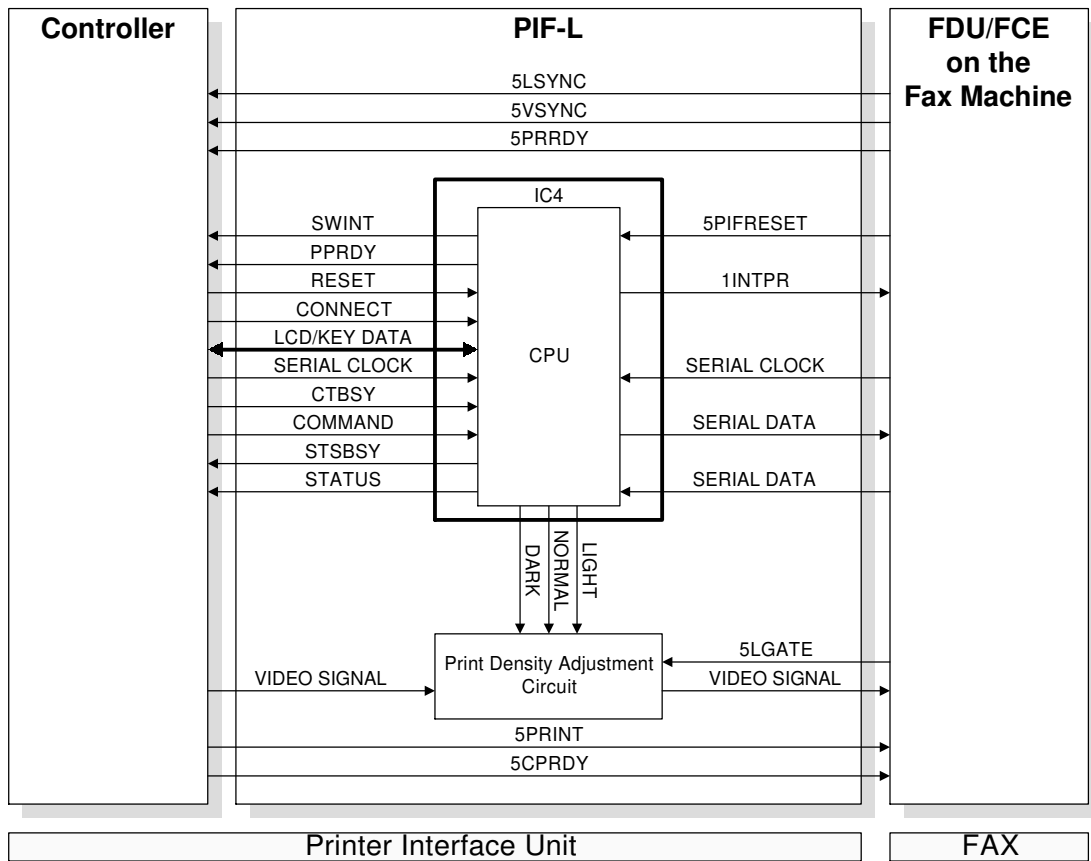 Controller
PIF-L
FDU/FCE
on the
Fax Machine
5LSYNC
5VSYNC
5PRRDY
IC4
SWINT
PPRDY
RESET
CONNECT
LCD/KEY DATA
SERIAL CLOCK
CTBSY
COMMAND
STSBSY
STATUS
CPU
5PIFRESET
1INTPR
SERIAL CLOCK
SERIAL DATA
SERIAL DATA
DARK
NORMAL
LIGHT
Print Density Adjustment
Circuit
5LGATE
VIDEO SIGNAL
VIDEO SIGNAL
5PRINT
5CPRDY
Printer Interface Unit
FAX